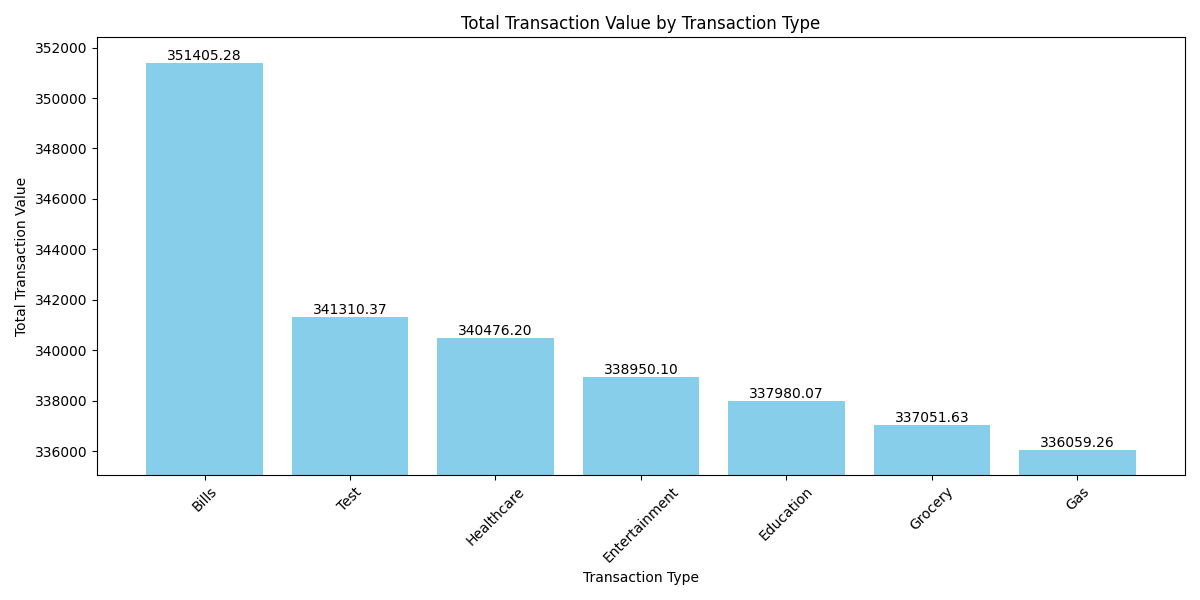 Total Transaction Value by Transaction Type
Total Transaction Value
352000
350000
348000
346000
344000
342000
340000
338000
336000
351405.28
341310.37
340476.20
338950.10
337980.07
337051.63
336059.26
Bills
Test
Healthcare
Entertainment
Education
Grocery
Gas
Transaction Type